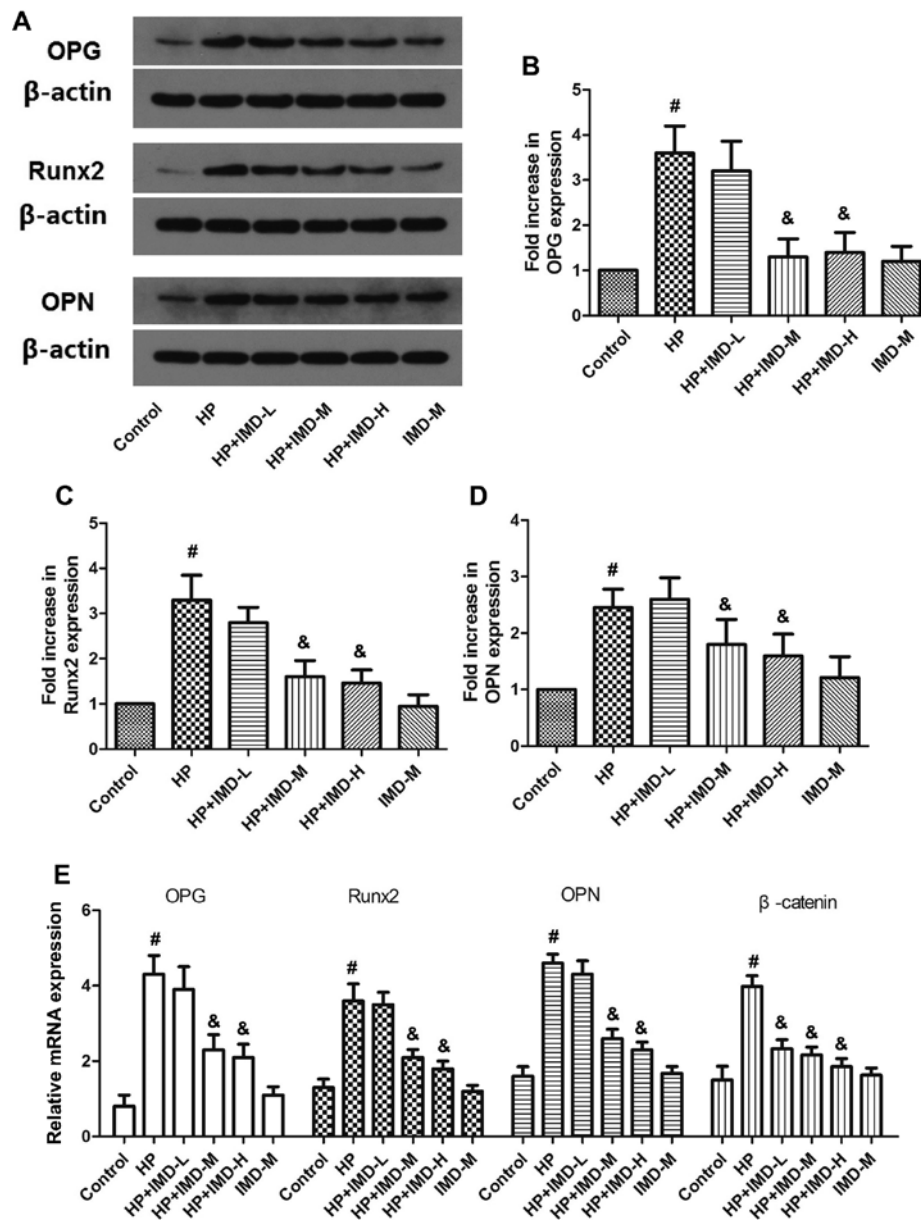 A
OPG
β-actin
Runx2
β-actin
OPN
β-actin
Control
HP
HP+IMD-L
HP+IMD-M
HP+IMD-H
IMD-M
B
Fold increase in
OPG expression
5
4
3
2
1
0
#
&
&
Control
HP
HP+IMD-L
HP+IMD-M
HP+IMD-H
IMD-M
C
Fold increase in
Runx2 expression
5
4
3
2
1
0
#
&
&
Control
HP
HP+IMD-L
HP+IMD-M
HP+IMD-H
IMD-M
D
Fold increase in
OPN expression
4
3
2
1
0
#
&
&
Control
HP
HP+IMD-L
HP+IMD-M
HP+IMD-H
IMD-M
E
OPG
Runx2
OPN
β -catenin
Relative mRNA expression
6
4
2
0
#
&
&
#
&
&
#
&
&
#
&
&
&
Control
HP
HP+IMD-L
HP+IMD-M
HP+IMD-H
IMD-M
Control
HP
HP+IMD-L
HP+IMD-M
HP+IMD-H
IMD-M
Control
HP
HP+IMD-L
HP+IMD-M
HP+IMD-H
IMD-M
Control
HP
HP+IMD-L
HP+IMD-M
HP+IMD-H
IMD-M